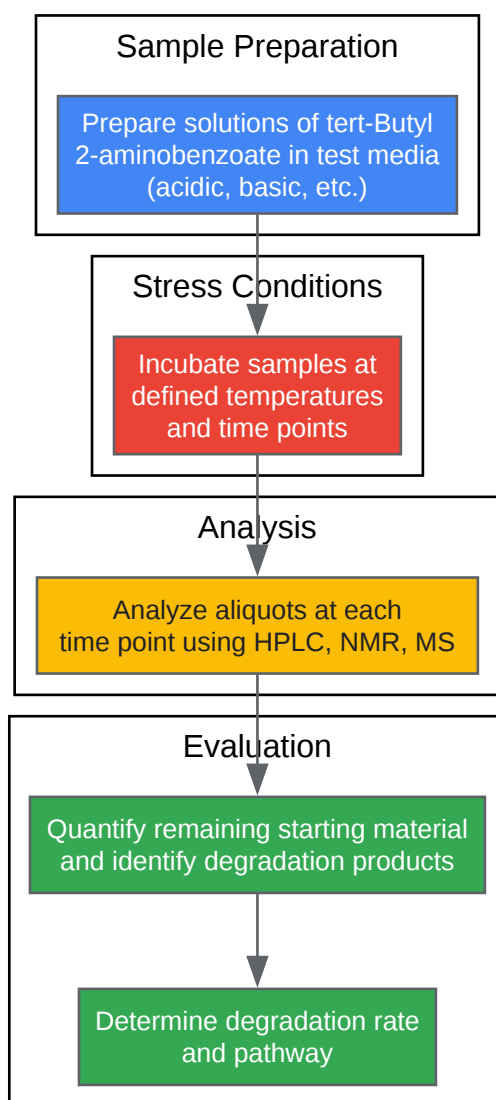 Sample Preparation
Prepare solutions of tert-Butyl
2-aminobenzoate in test media
(acidic, basic, etc.)
Stress Conditions
Incubate samples at
defined temperatures
and time points
Analysis
Analyze aliquots at each
time point using HPLC, NMR, MS
Evaluation
Quantify remaining starting material
and identify degradation products
Determine degradation rate
and pathway